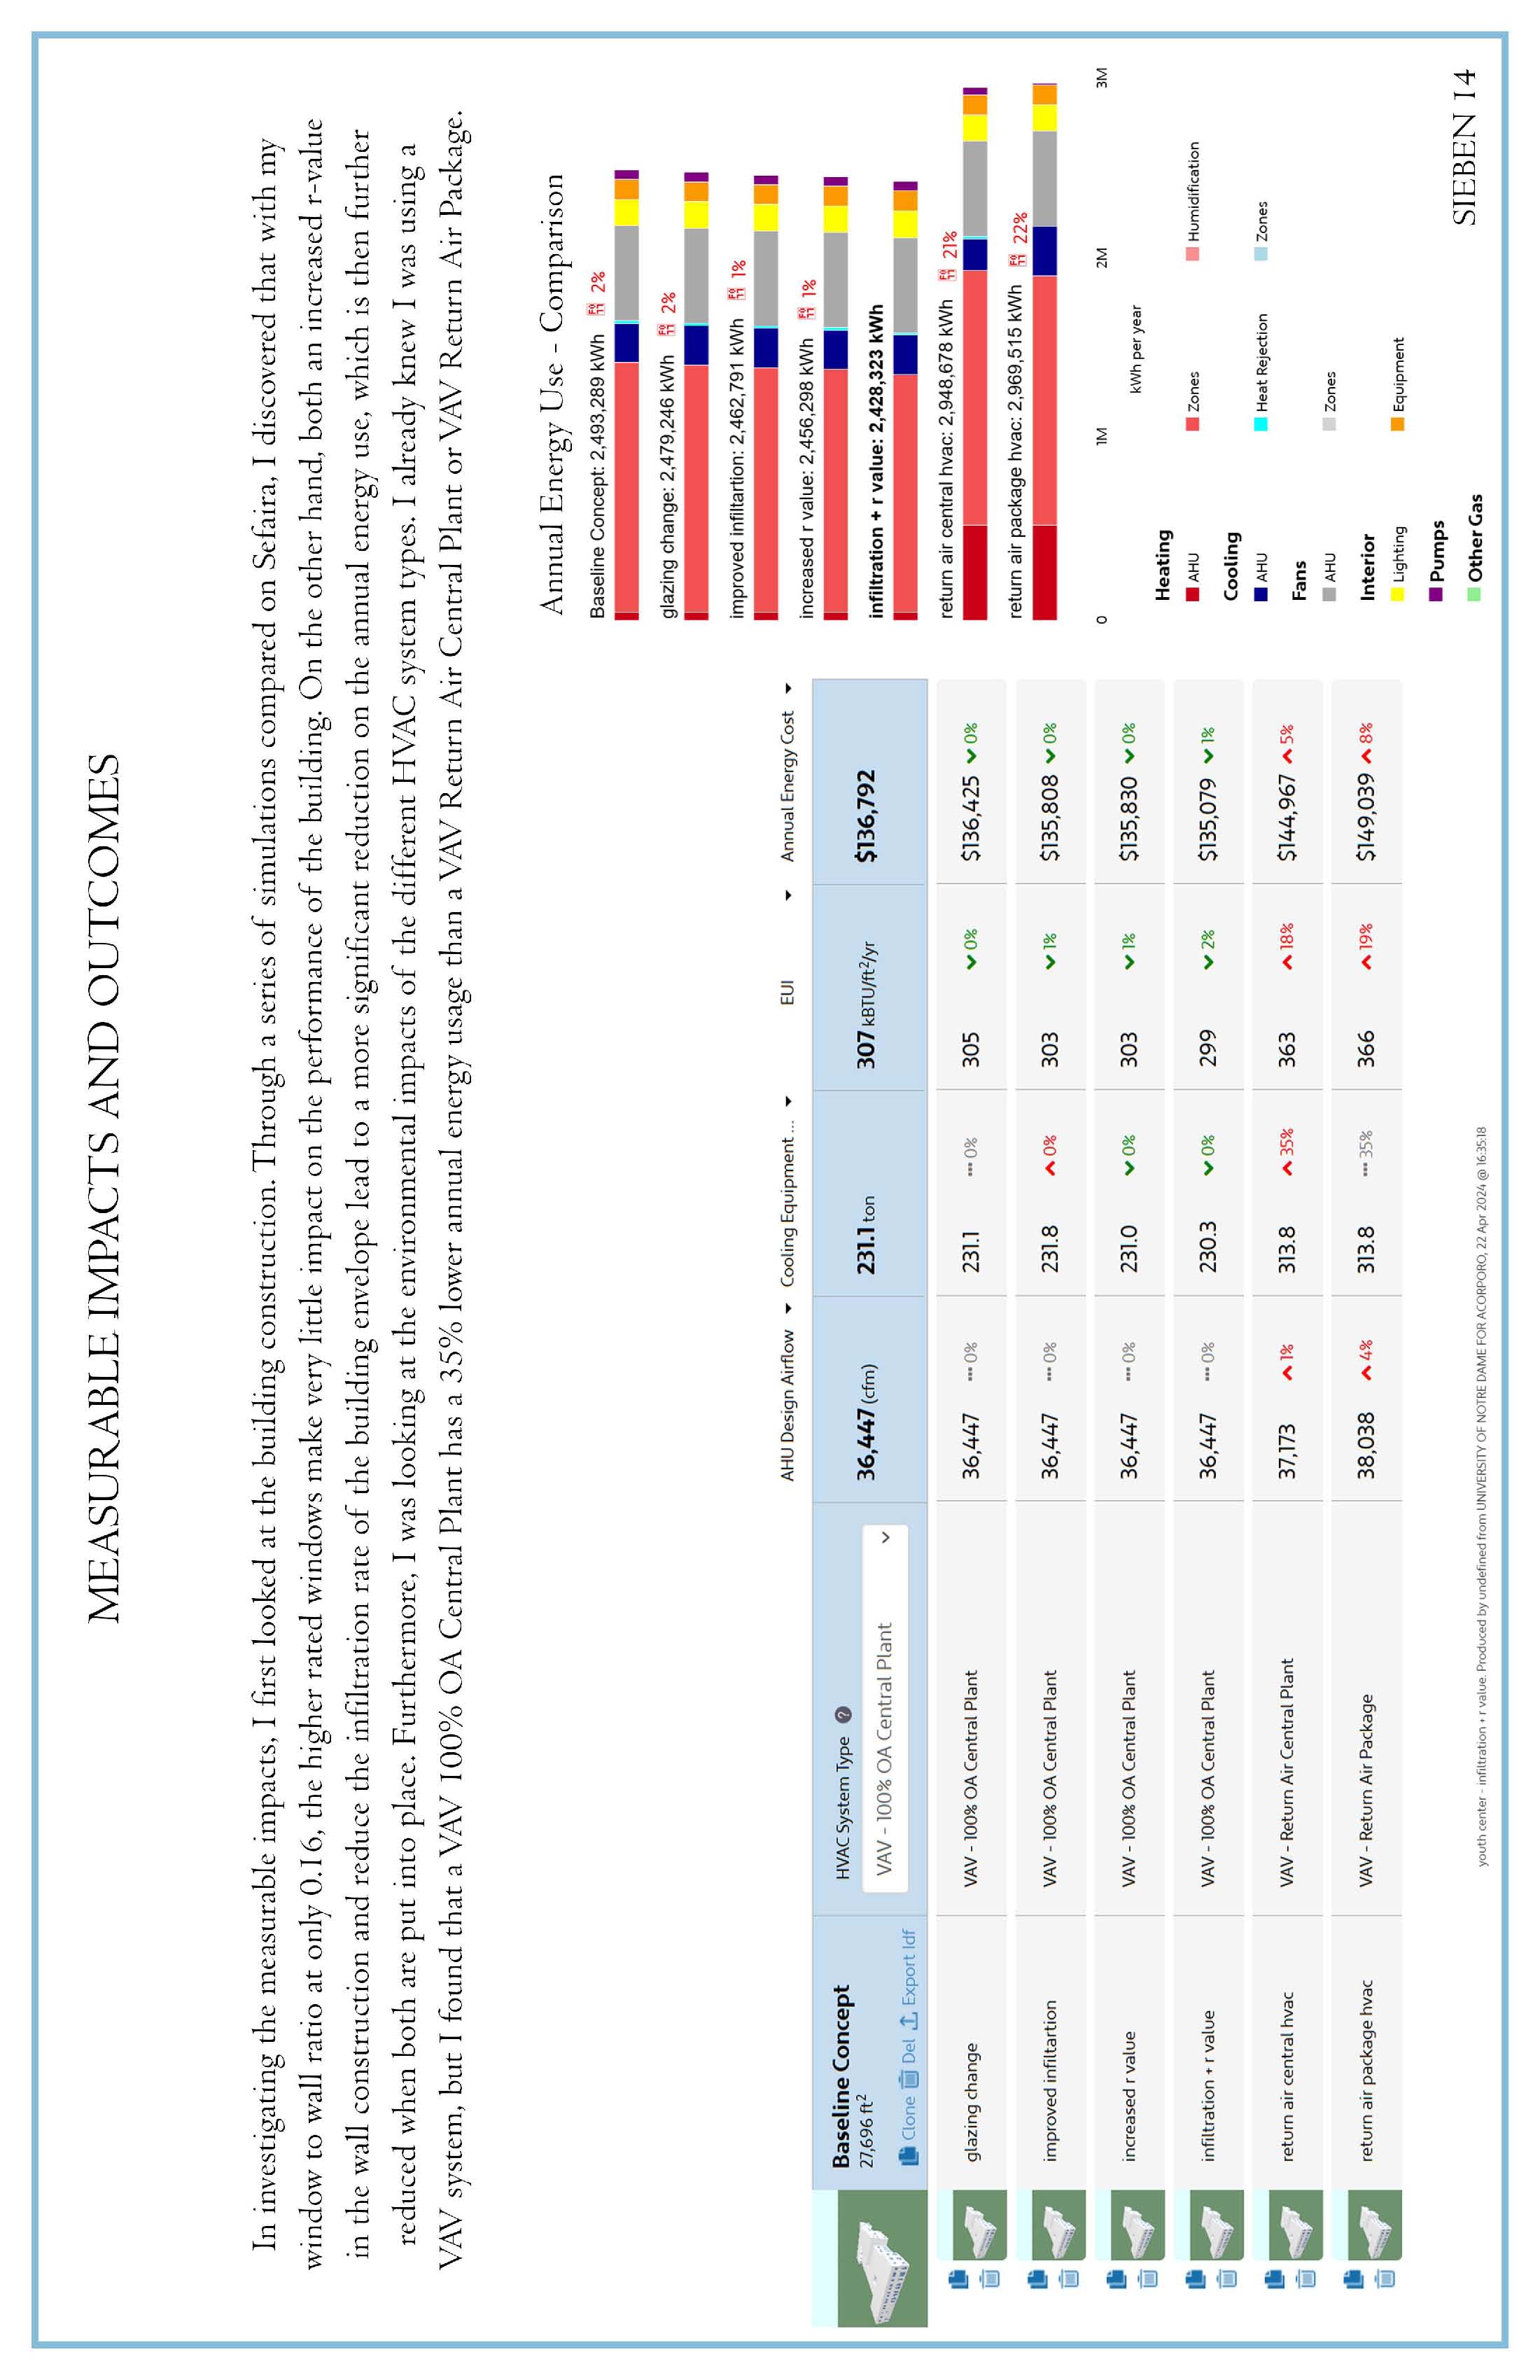 MEASURABLE IMPACTS AND OUTCOMES
In investigating the measurable impacts, I first looked at the building construction. Through a series of simulations compared on Sefaira, I discovered that with my
window to wall ratio at only 0.16, the higher rated windows make very little impact on the performance of the building. On the other hand, both an increased r-value
in the wall construction and reduce the infiltration rate of the building envelope lead to a more significant reduction on the annual energy use, which is then further
reduced when both are put into place. Furthermore, I was looking at the environmental impacts of the different HVAC system types. I already knew I was using a
VAV system, but I found that a VAV 100% OA Central Plant has a 35% lower annual energy usage than a VAV Return Air Central Plant or VAV Return Air Package.
AHU Design Airflow Cooling Equipment ... EUI Annual Energy Cost
Baseline Concept
27,696 ft²
Clone Del Export Idf
HVAC System Type ?
VAV - 100% OA Central Plant
36,447 (cfm) 231.1 ton 307 kBTU/ft²/yr $136,792
glazing change VAV - 100% OA Central Plant 36,447 0% 231.1 0% 305 0% $136,425 0%
improved infiltartion VAV - 100% OA Central Plant 36,447 0% 231.8 0% 303 1% $135,808 0%
increased r value VAV - 100% OA Central Plant 36,447 0% 231.0 0% 303 1% $135,830 0%
infiltration + r value VAV - 100% OA Central Plant 36,447 0% 230.3 0% 299 2% $135,079 1%
return air central hvac VAV - Return Air Central Plant 37,173 1% 313.8 35% 363 18% $144,967 5%
return air package hvac VAV - Return Air Package 38,038 4% 313.8 35% 366 19% $149,039 8%
youth center - infiltration + r value. Produced by undefined from UNIVERSITY OF NOTRE DAME FOR ACORPORO, 22 Apr 2024 @ 16:35:18
Annual Energy Use - Comparison
Baseline Concept: 2,493,289 kWh 2%
glazing change: 2,479,246 kWh 2%
improved infiltartion: 2,462,791 kWh 1%
increased r value: 2,456,298 kWh 1%
infiltration + r value: 2,428,323 kWh
return air central hvac: 2,948,678 kWh 21%
return air package hvac: 2,969,515 kWh 22%
0 1M 2M 3M
kWh per year
Heating
AHU Zones Humidification
Cooling
AHU Heat Rejection Zones
Fans
AHU Zones
Interior
Lighting Equipment
Pumps
Other Gas
SIEBEN 14